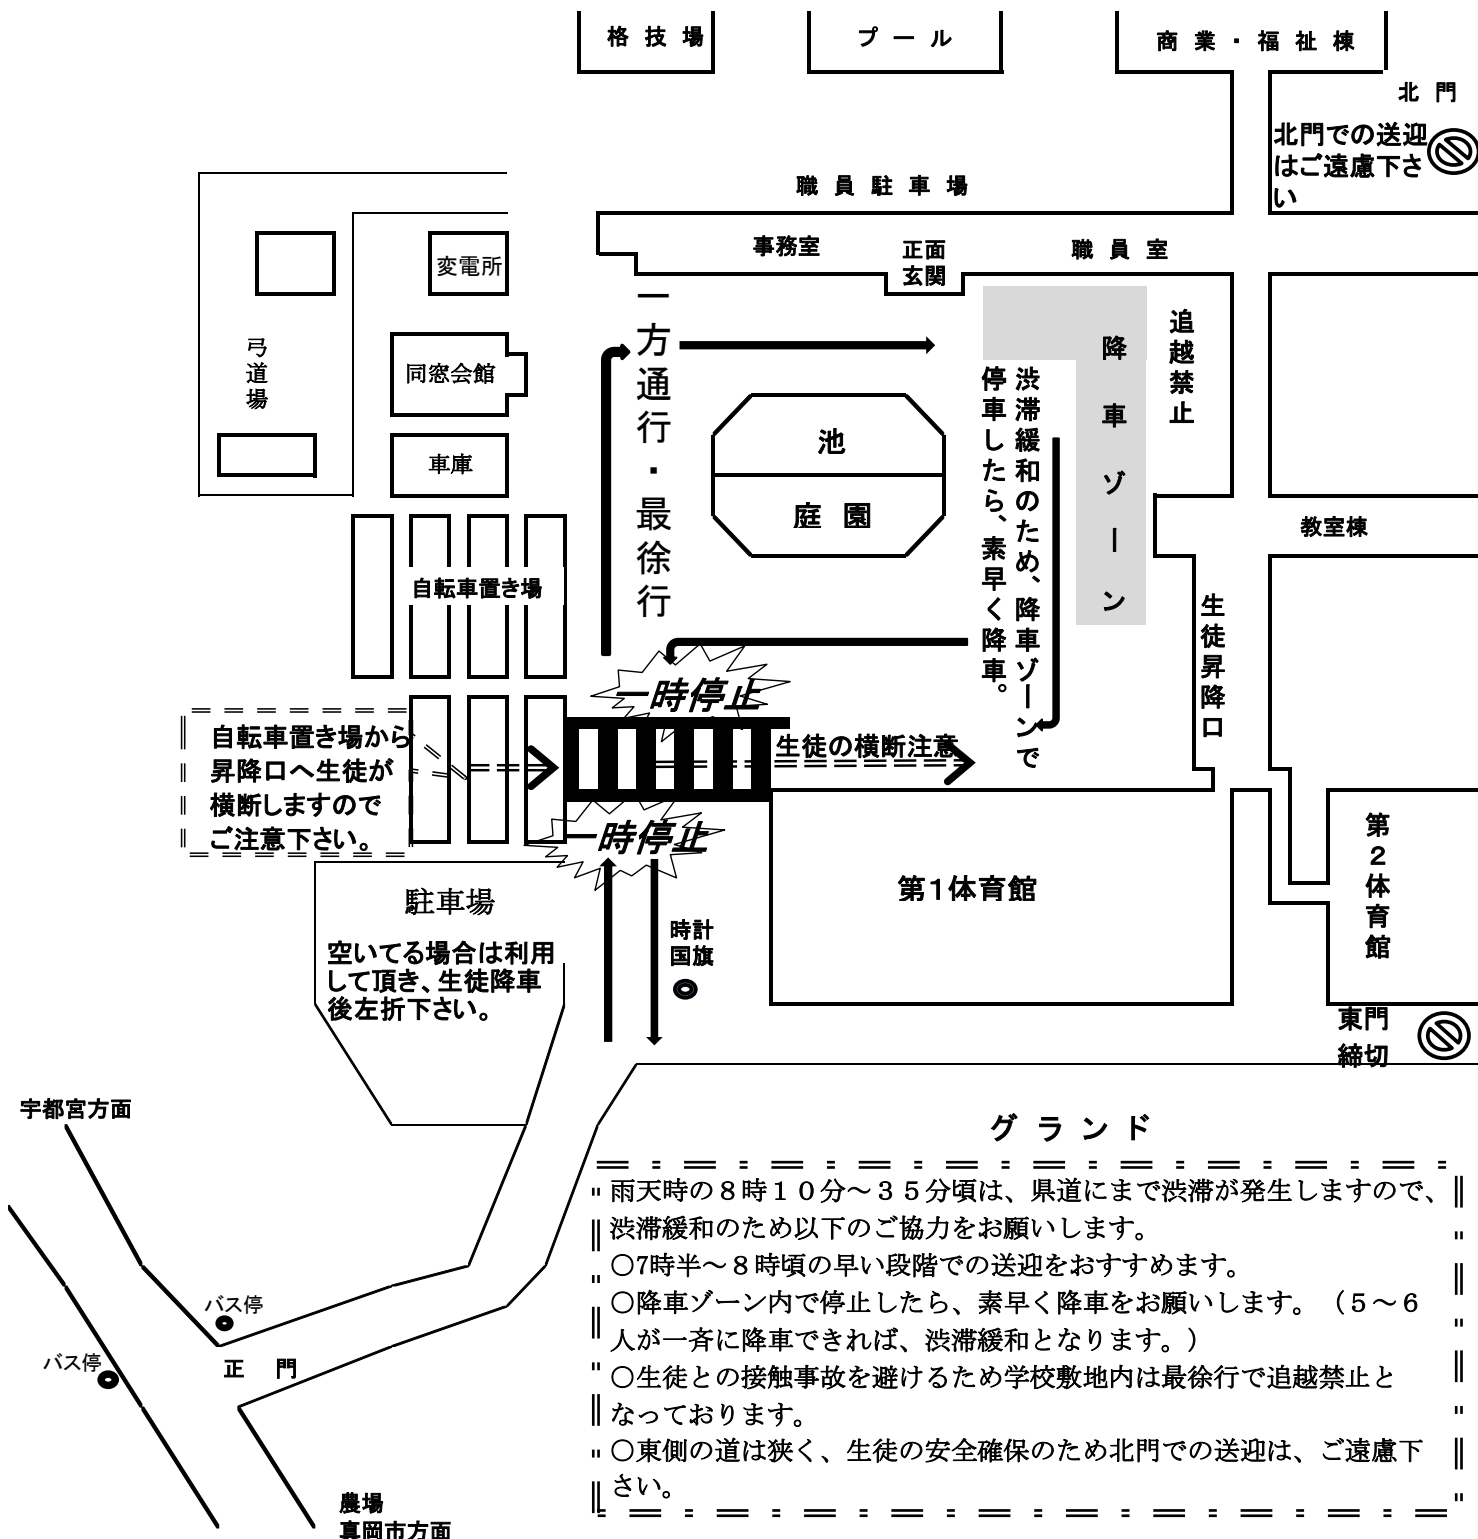 格技場
プール
商業・福祉棟
北門
北門での送迎
はご遠慮下さ
い
職員駐車場
事務室
正面
玄関
職員室
変電所
弓道場
同窓会館
車庫
自転車置き場
一方通行・最徐行
池
庭園
渋滞緩和のため、降車ゾーンで
停車したら、素早く降車。
降車ゾーン
追越禁止
教室棟
生徒昇降口
一時停止
自転車置き場から
昇降口へ生徒が
横断しますので
ご注意下さい。
生徒の横断注意
一時停止
駐車場
空いてる場合は利用
して頂き、生徒降車
後左折下さい。
時計
国旗
第1体育館
第２体育館
東門
締切
宇都宮方面
グランド
バス停
バス停
正門
農場
真岡市方面
雨天時の８時１０分～３５分頃は、県道にまで渋滞が発生しますので、
渋滞緩和のため以下のご協力をお願いします。
○7時半～８時頃の早い段階での送迎をおすすめます。
○降車ゾーン内で停止したら、素早く降車をお願いします。（５～６
人が一斉に降車できれば、渋滞緩和となります。）
○生徒との接触事故を避けるため学校敷地内は最徐行で追越禁止と
なっております。
○東側の道は狭く、生徒の安全確保のため北門での送迎は、ご遠慮下
さい。